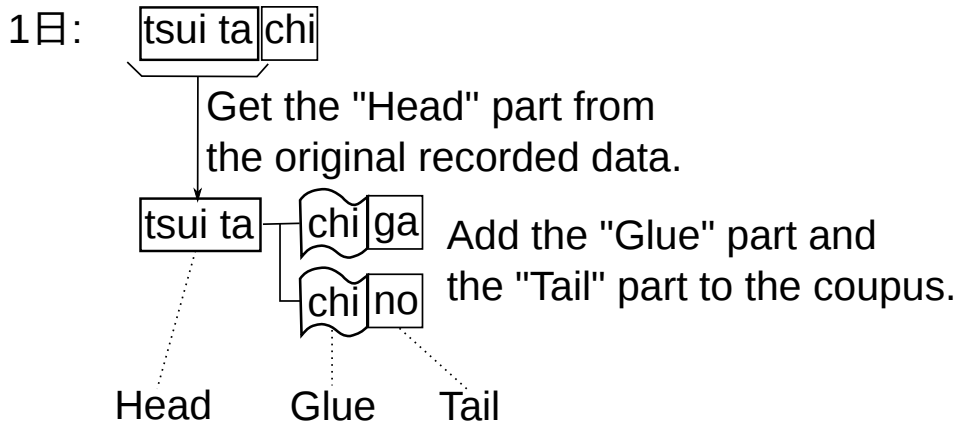 1日: tsui ta chi
Get the "Head" part from
the original recorded data.
tsui ta chi ga
Add the "Glue" part and
chi no
the "Tail" part to the coupus.
Head Glue Tail